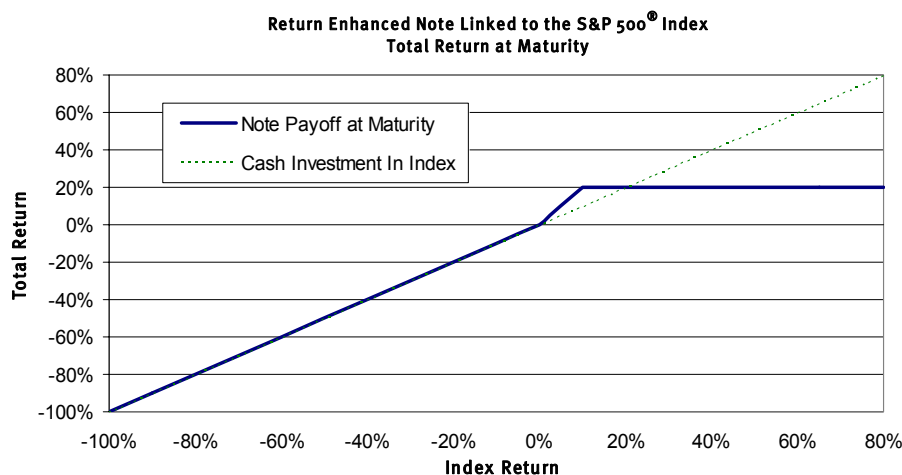 Return Enhanced Note Linked to the S&P 500® Index
Total Return at Maturity
80%
60%
40%
20%
0%
-20%
-40%
-60%
-80%
-100%
Total Return
Note Payoff at Maturity
Cash Investment In Index
-100% -80% -60% -40% -20% 0% 20% 40% 60% 80%
Index Return